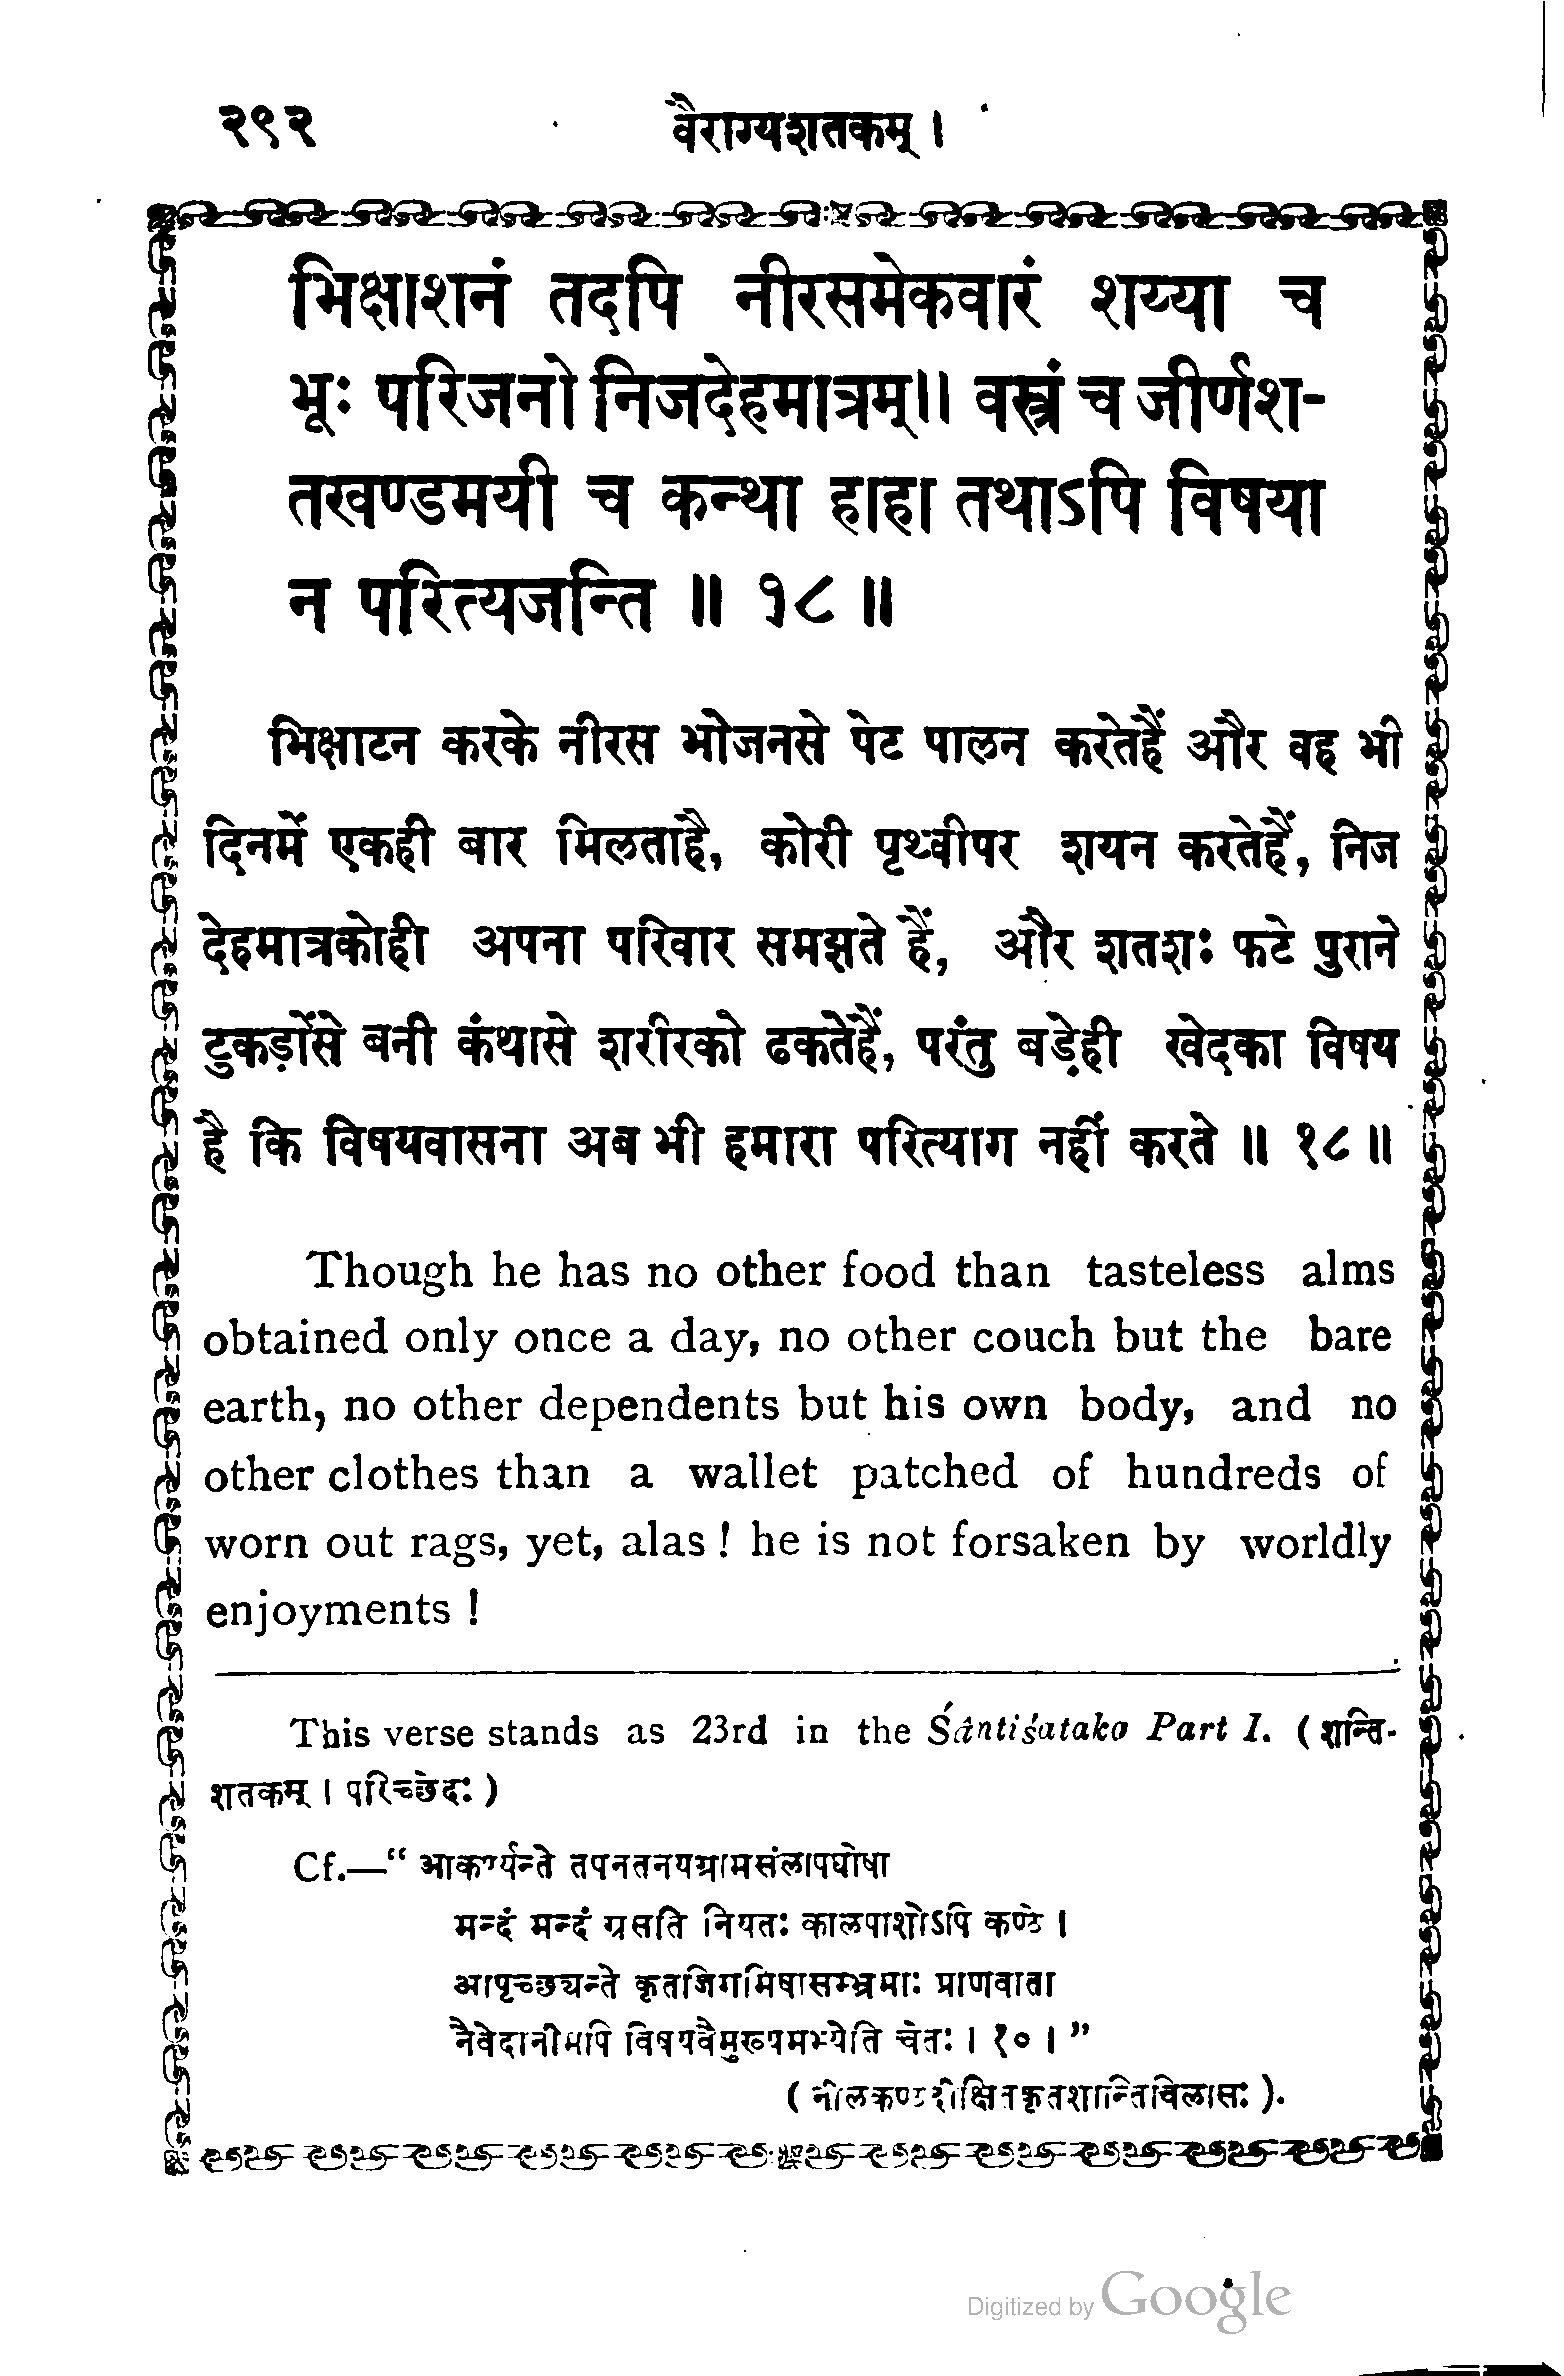 २९२ वैराग्यशतकम् ।
भिक्षाशनं तदपि नीरसमेकवारं शय्या च
भूः परिजनो निजदेहमात्रम्॥ वस्त्रं च जीर्णश-
तखण्डमयी च कन्था हाहा तथाऽपि विषया
न परित्यजन्ति ॥ १८ ॥
भिक्षाटन करके नीरस भोजनसे पेट पालन करतेहैं और वह भी
दिनमें एकही बार मिलताहै, कोरी पृथ्वीपर शयन करतेहैं, निज
देहमात्रकोही अपना परिवार समझते हैं, और शतशः फटे पुराने
टुकड़ोंसे बनी कंथासे शरीरको ढकतेहैं, परंतु बड़ेही खेदका विषय
है कि विषयवासना अब भी हमारा परित्याग नहीं करते ॥ १८ ॥
Though he has no other food than tasteless alms
obtained only once a day, no other couch but the bare
earth, no other dependents but his own body, and no
other clothes than a wallet patched of hundreds of
worn out rags, yet, alas ! he is not forsaken by worldly
enjoyments !
This verse stands as 23rd in the Śántiśatako Part I. ( शन्ति-
शतकम् । परिच्छेदः )
Cf.—“ आकर्ण्यन्ते तपनतनयग्रामसंलापघोषा
मन्दं मन्दं ग्रसति नियतः कालपाशोऽपि कण्ठे ।
आपृच्छ्यन्ते कृतजिगमिषासम्भ्रमाः प्राणवाता
नैवेदानीमपि विषयवैमुख्यमभ्येति चेतः । १० । ”
( नीलकण्ठदीक्षितकृतशान्तिविलासः ).
Digitized by Google